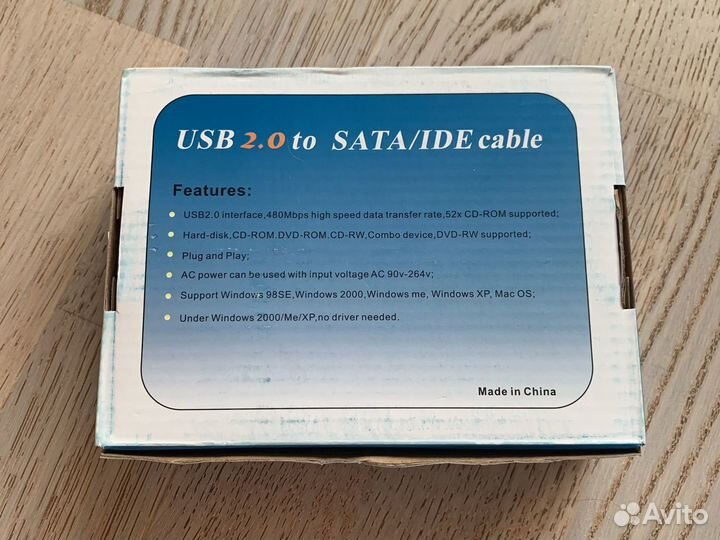 USB 2.0 to SATA/IDE cable
Features:
USB2.0 interface,480Mbps high speed data transfer rate,52x CD-ROM supported;
Hard-disk,CD-ROM.DVD-ROM.CD-RW,Combo device,DVD-RW supported;
Plug and Play;
AC power can be used with input voltage AC 90v-264v;
Support Windows 98SE,Windows 2000,Windows me, Windows XP, Mac OS;
Under Windows 2000/Me/XP,no driver needed.
Made in China
Avito